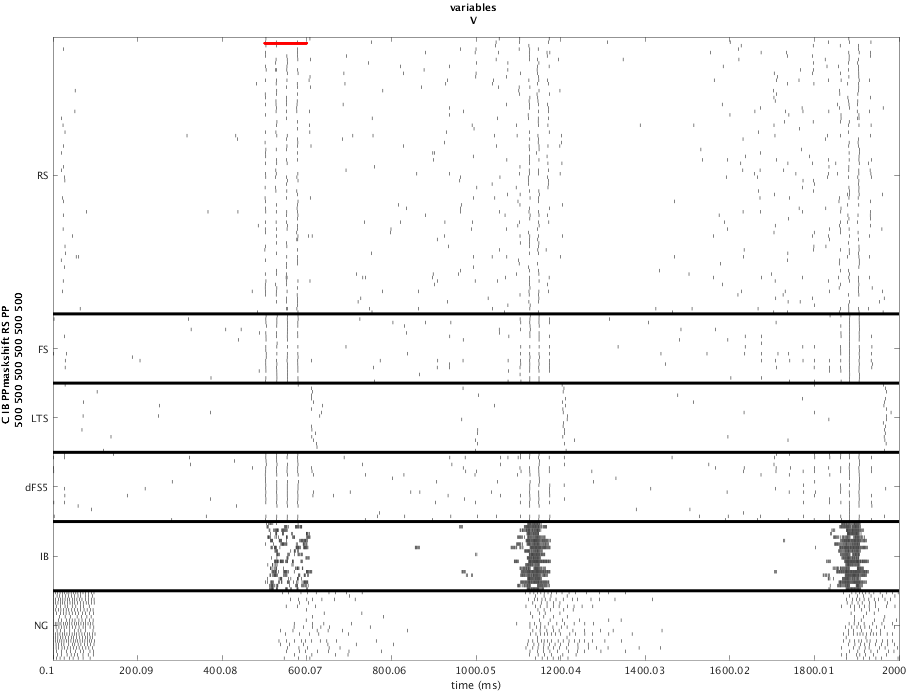 variables
V
C IB PPmaskshift RS PP
500 500 500 500 500 500
RS
FS
LTS
dFS5
IB
NG
0.1 200.09 400.08 600.07 800.06 1000.05 1200.04 1400.03 1600.02 1800.01 2000
time (ms)